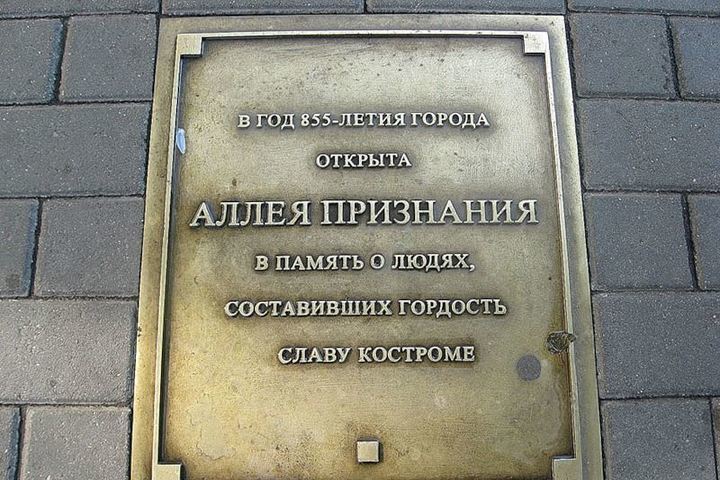 В ГОД 855-ЛЕТИЯ ГОРОДА
ОТКРЫТА
АЛЛЕЯ ПРИЗНАНИЯ
В ПАМЯТЬ О ЛЮДЯХ,
СОСТАВИВШИХ ГОРДОСТЬ
СЛАВУ КОСТРОМЕ